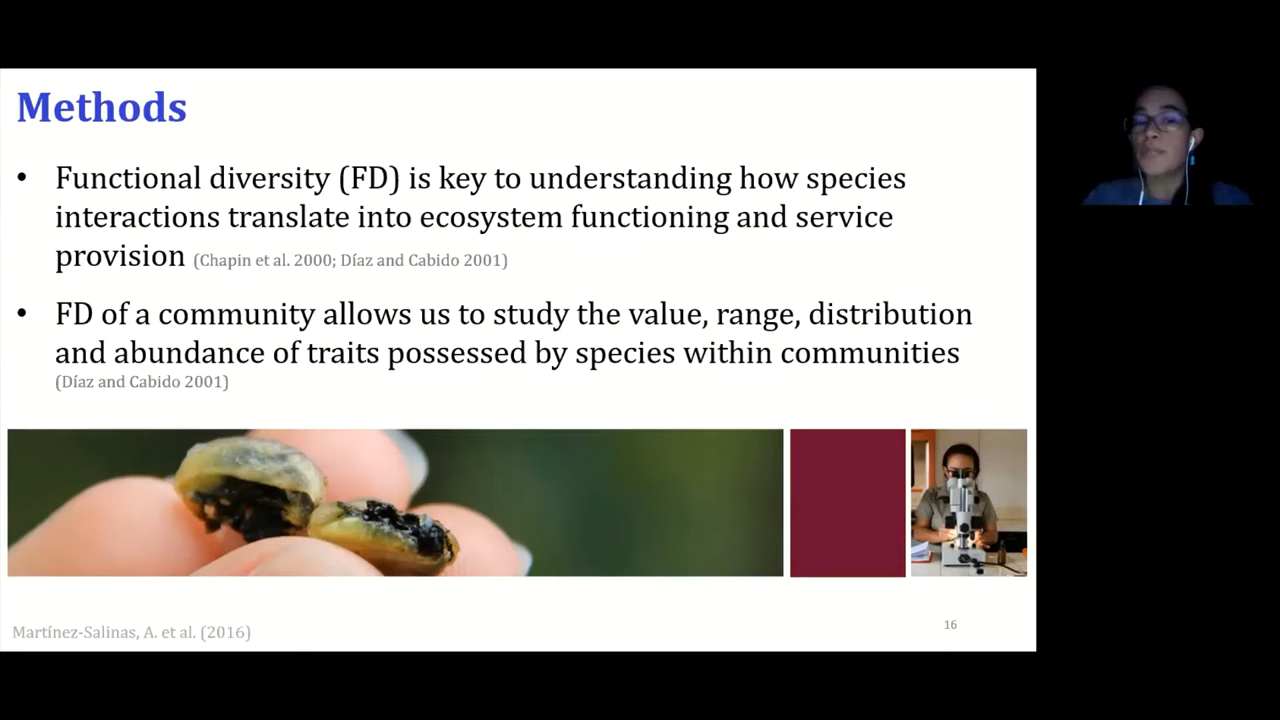 Methods
• Functional diversity (FD) is key to understanding how species
interactions translate into ecosystem functioning and service
provision (Chapin et al. 2000; Díaz and Cabido 2001)
• FD of a community allows us to study the value, range, distribution
and abundance of traits possessed by species within communities
(Díaz and Cabido 2001)
Martínez-Salinas, A. et al. (2016)
16